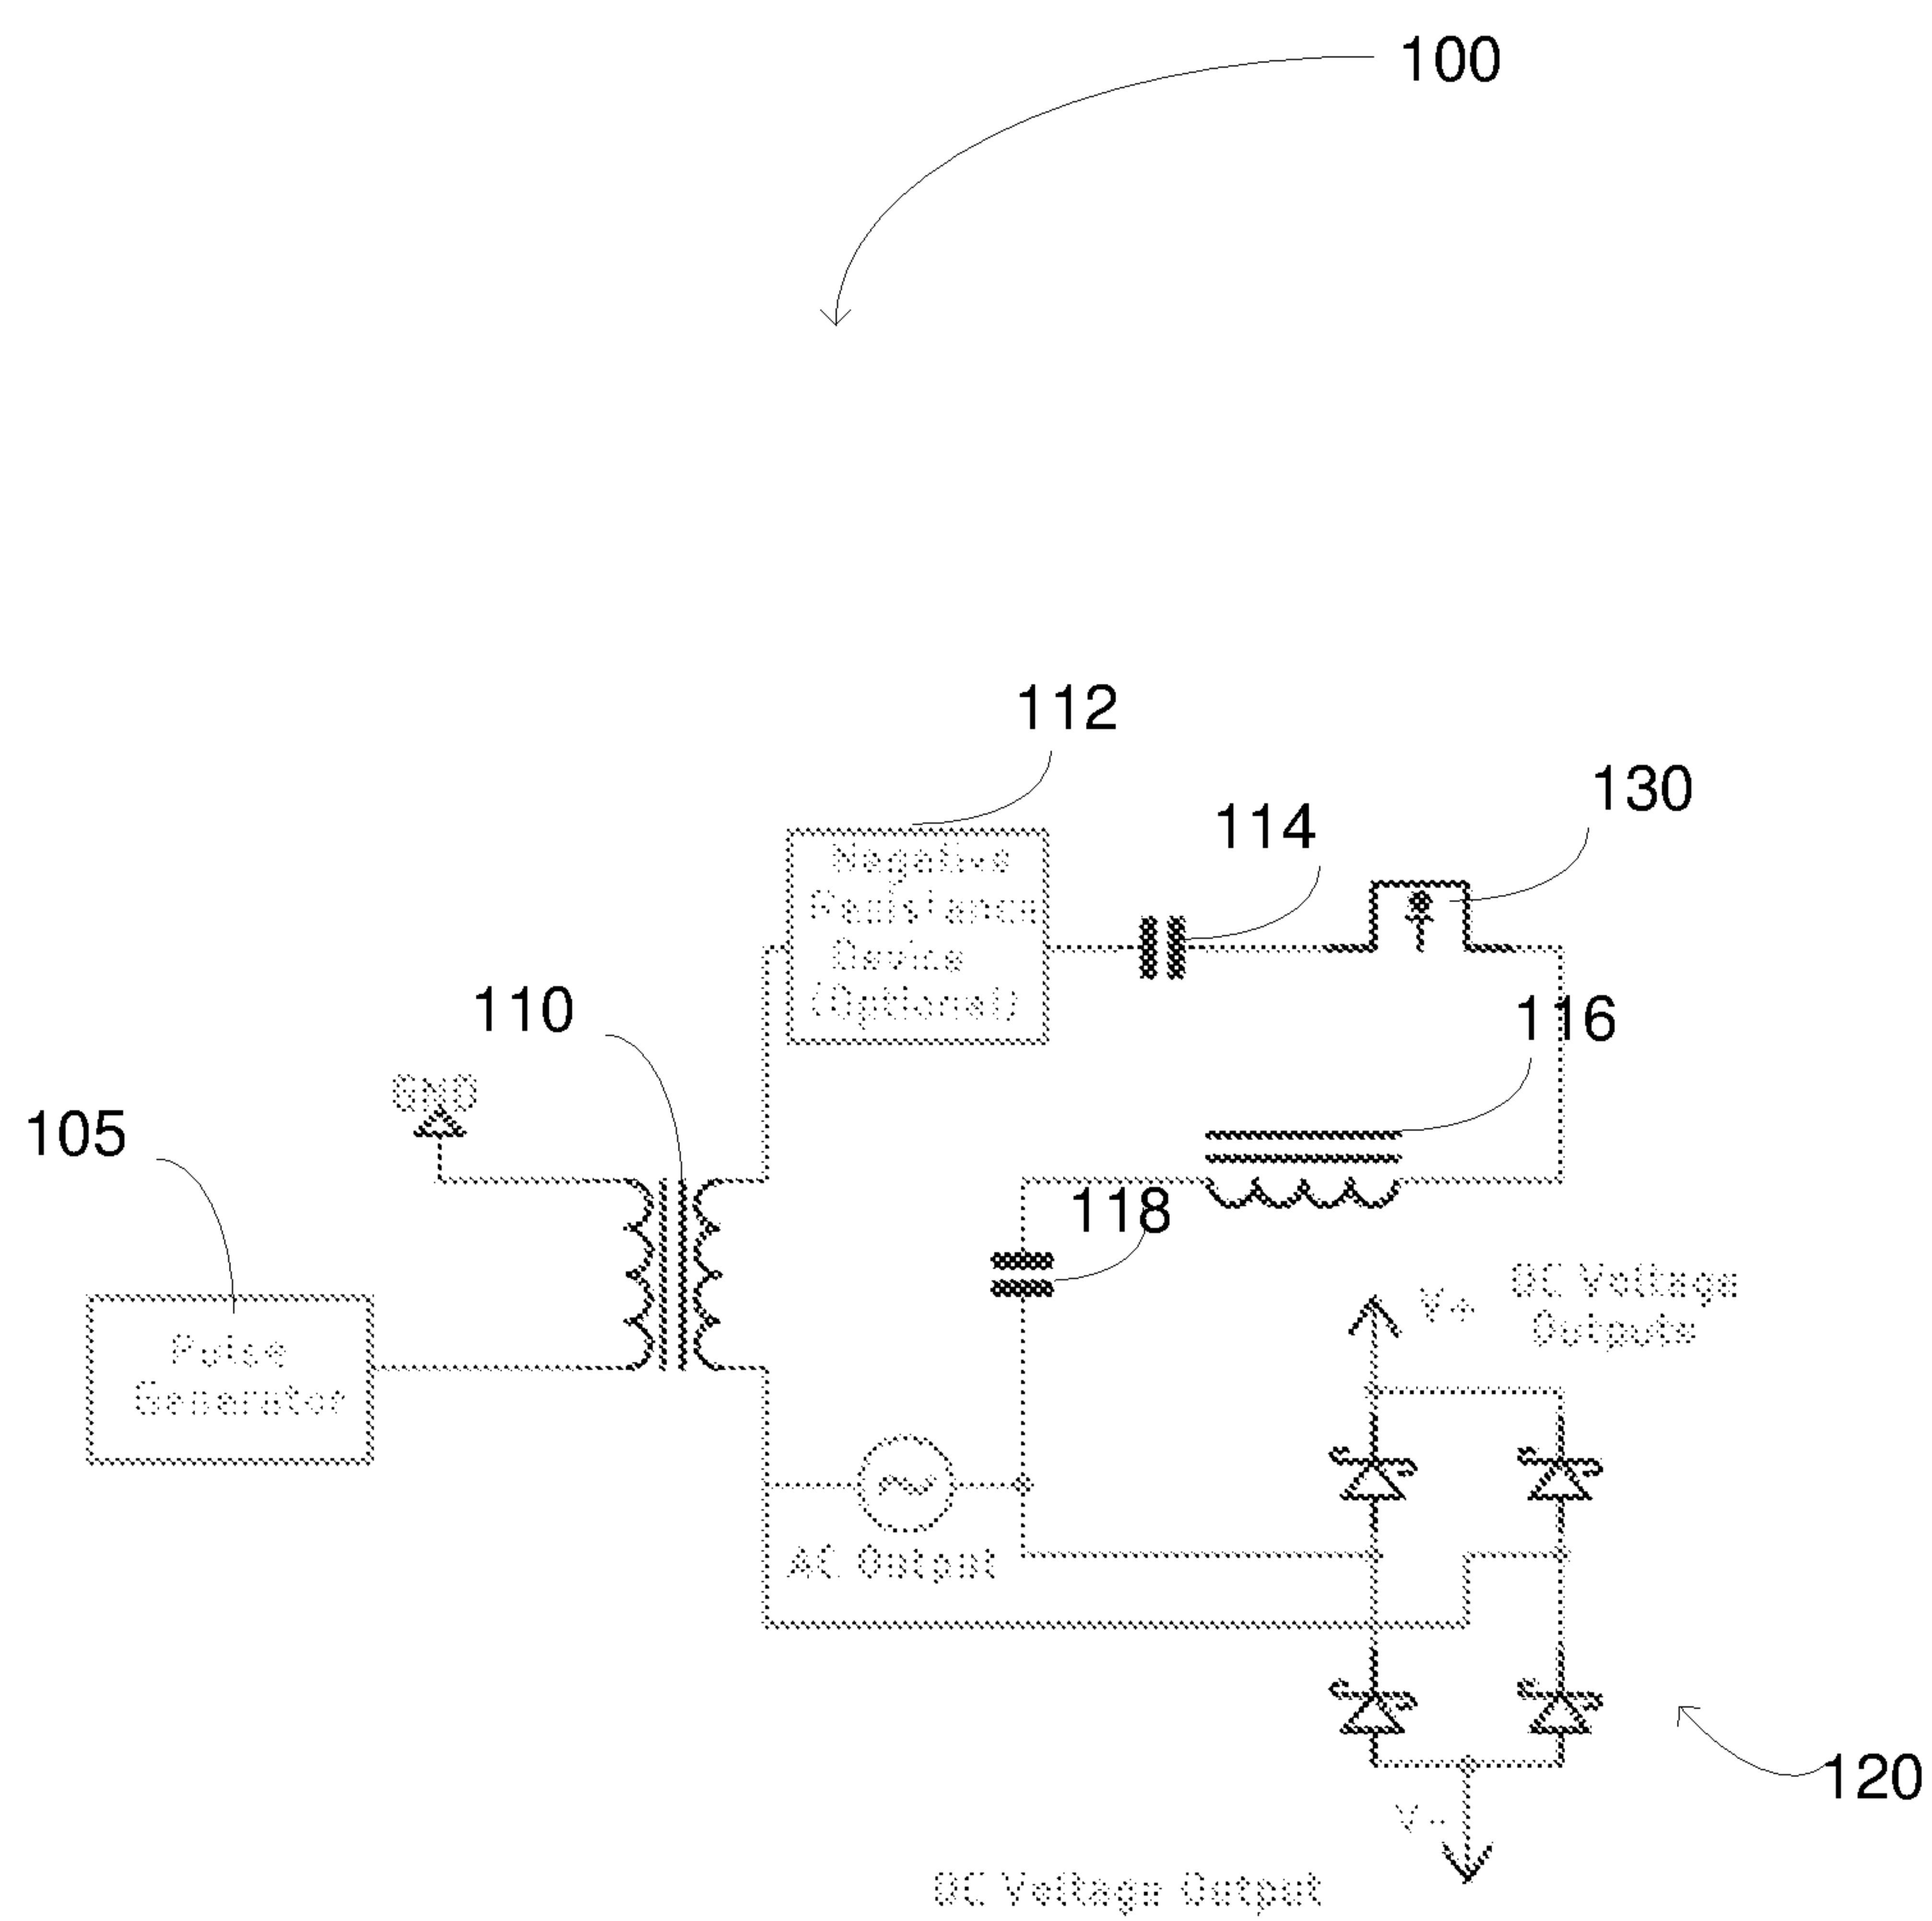 100
112
130
114
Negative
Resistance
Device
(Optional)
116
110
GND
105
118
DC Voltage
Outputs
V+
Pulse
Generator
AC Output
120
V-
DC Voltage Output